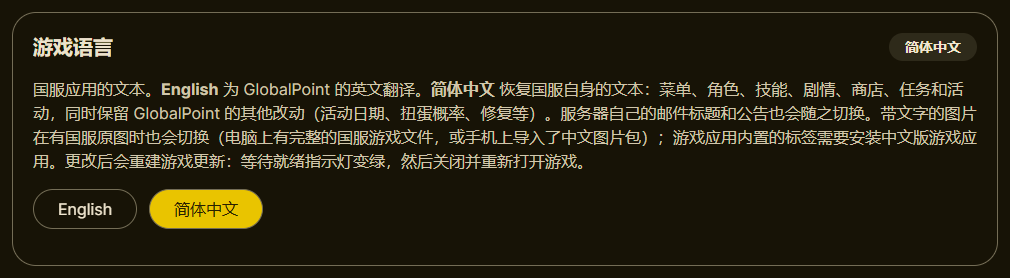 游戏语言
简体中文
国服应用的文本。English 为 GlobalPoint 的英文翻译。简体中文 恢复国服自身的文本：菜单、角色、技能、剧情、商店、任务和活
动，同时保留 GlobalPoint 的其他改动（活动日期、扭蛋概率、修复等）。服务器自己的邮件标题和公告也会随之切换。带文字的图片
在有国服原图时也会切换（电脑上有完整的国服游戏文件，或手机上导入了中文图片包）；游戏应用内置的标签需要安装中文版游戏应
用。更改后会重建游戏更新：等待就绪指示灯变绿，然后关闭并重新打开游戏。
English
简体中文